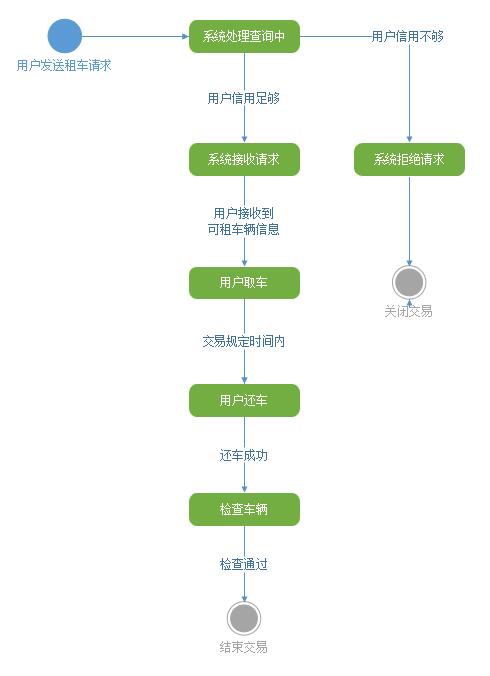 系统处理查询中
用户信用不够
用户发送租车请求
用户信用足够
系统接收请求
系统拒绝请求
用户接收到
可租车辆信息
用户取车
关闭交易
交易规定时间内
用户还车
还车成功
检查车辆
检查通过
结束交易